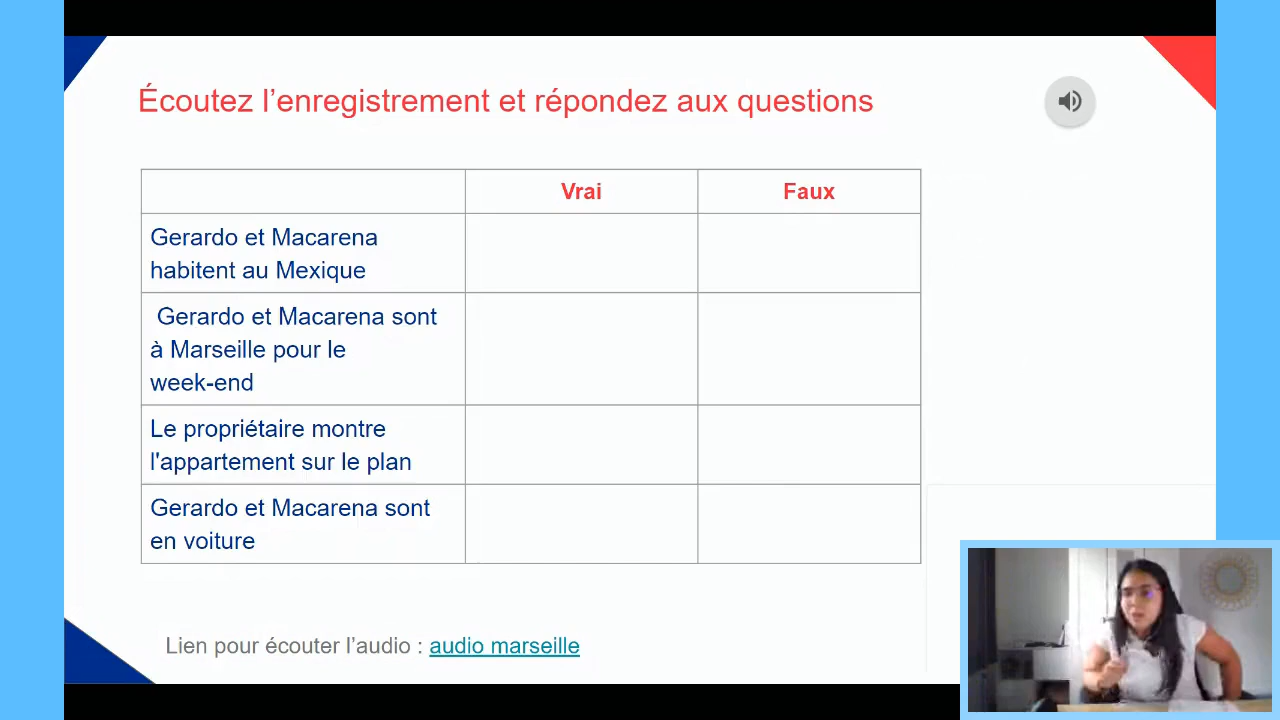 Écoutez l’enregistrement et répondez aux questions
Vrai
Faux
Gerardo et Macarena
habitent au Mexique
Gerardo et Macarena sont
à Marseille pour le
week-end
Le propriétaire montre
l'appartement sur le plan
Gerardo et Macarena sont
en voiture
Lien pour écouter l’audio : audio marseille